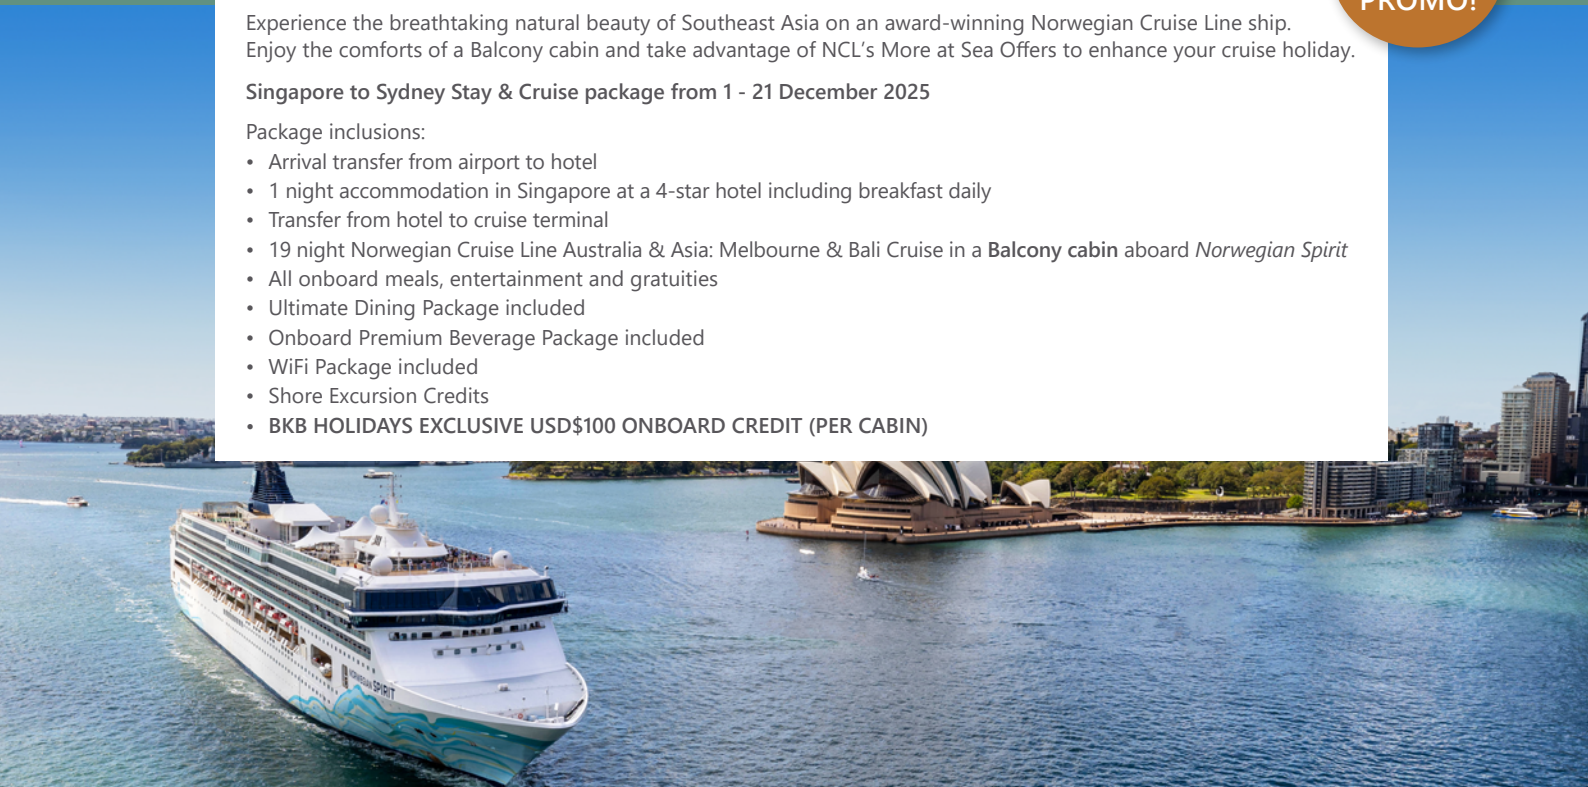 PROMO!
Experience the breathtaking natural beauty of Southeast Asia on an award-winning Norwegian Cruise Line ship.
Enjoy the comforts of a Balcony cabin and take advantage of NCL's More at Sea Offers to enhance your cruise holiday.
Singapore to Sydney Stay & Cruise package from 1 - 21 December 2025
Package inclusions:
• Arrival transfer from airport to hotel
• 1 night accommodation in Singapore at a 4-star hotel including breakfast daily
• Transfer from hotel to cruise terminal
• 19 night Norwegian Cruise Line Australia & Asia: Melbourne & Bali Cruise in a Balcony cabin aboard Norwegian Spirit
• All onboard meals, entertainment and gratuities
• Ultimate Dining Package included
• Onboard Premium Beverage Package included
• WiFi Package included
• Shore Excursion Credits
• BKB HOLIDAYS EXCLUSIVE USD$100 ONBOARD CREDIT (PER CABIN)
NORWEGIAN SPIRIT